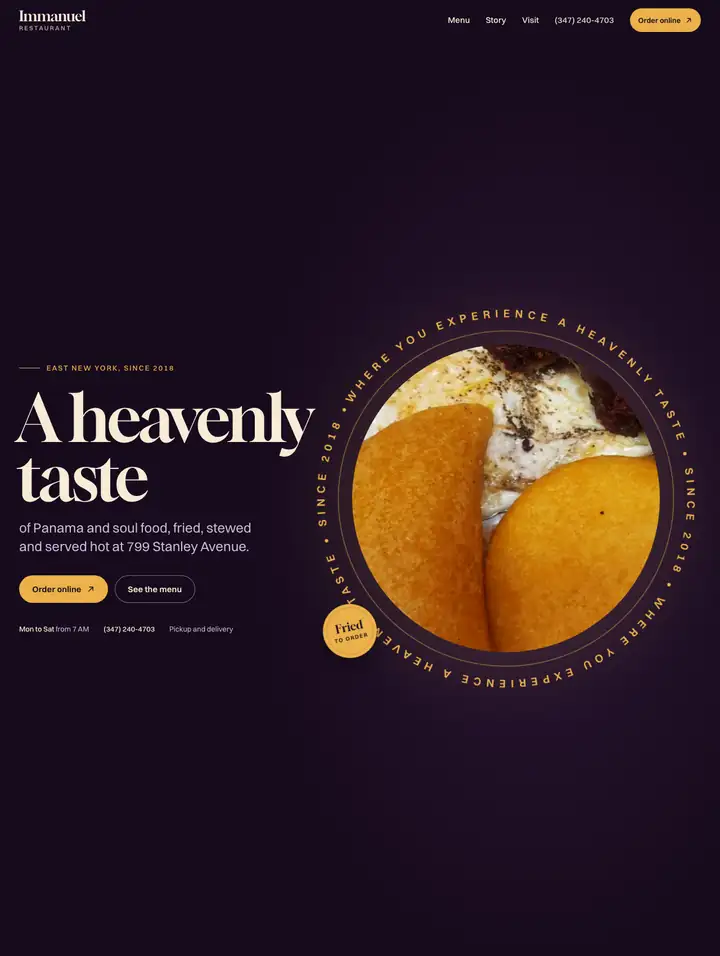 Immanuel
RESTAURANT
Menu
Story
Visit
(347) 240-4703
Order online
EAST NEW YORK, SINCE 2018
A heavenly
taste
of Panama and soul food, fried, stewed
and served hot at 799 Stanley Avenue.
Order online
See the menu
Mon to Sat from 7 AM
(347) 240-4703
Pickup and delivery
WHERE YOU EXPERIENCE A HEAVENLY TASTE • SINCE 2018 • WHERE YOU EXPERIENCE A HEAVEN TASTE • SINCE 2018 •
Fried
TO ORDER